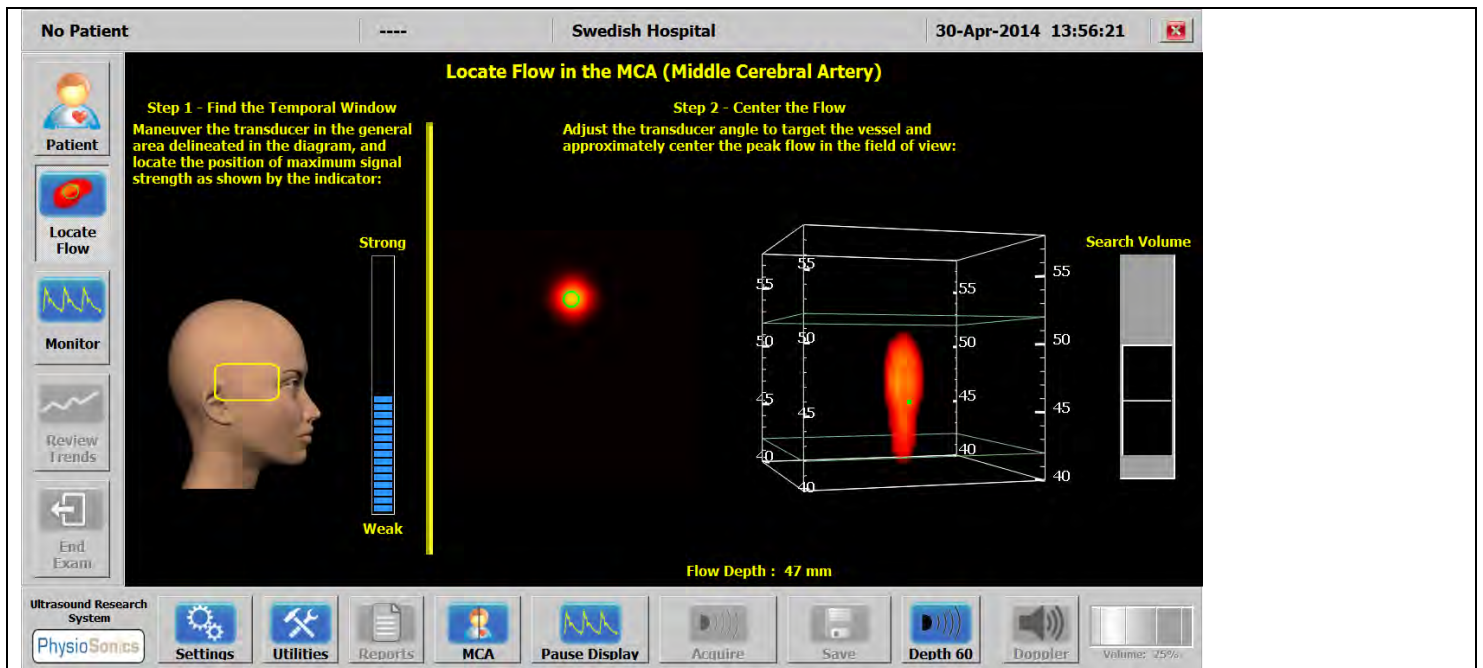 No Patient
----
Swedish Hospital
30-Apr-2014 13:56:21
Patient
Locate
Flow
Monitor
Review
Trends
End
Exam
Locate Flow in the MCA (Middle Cerebral Artery)
Step 1 - Find the Temporal Window
Maneuver the transducer in the general
area delineated in the diagram, and
locate the position of maximum signal
strength as shown by the indicator:
Strong
Weak
Step 2 - Center the Flow
Adjust the transducer angle to target the vessel and
approximately center the peak flow in the field of view:
55
55
55
55
50
50
50
50
45
45
45
45
40
40
40
40
Search Volume
Flow Depth : 47 mm
Ultrasound Research
System
PhysioSonics
Settings
Utilities
Reports
MCA
Pause Display
Acquire
Save
Depth 60
Doppler
Volume: 25%